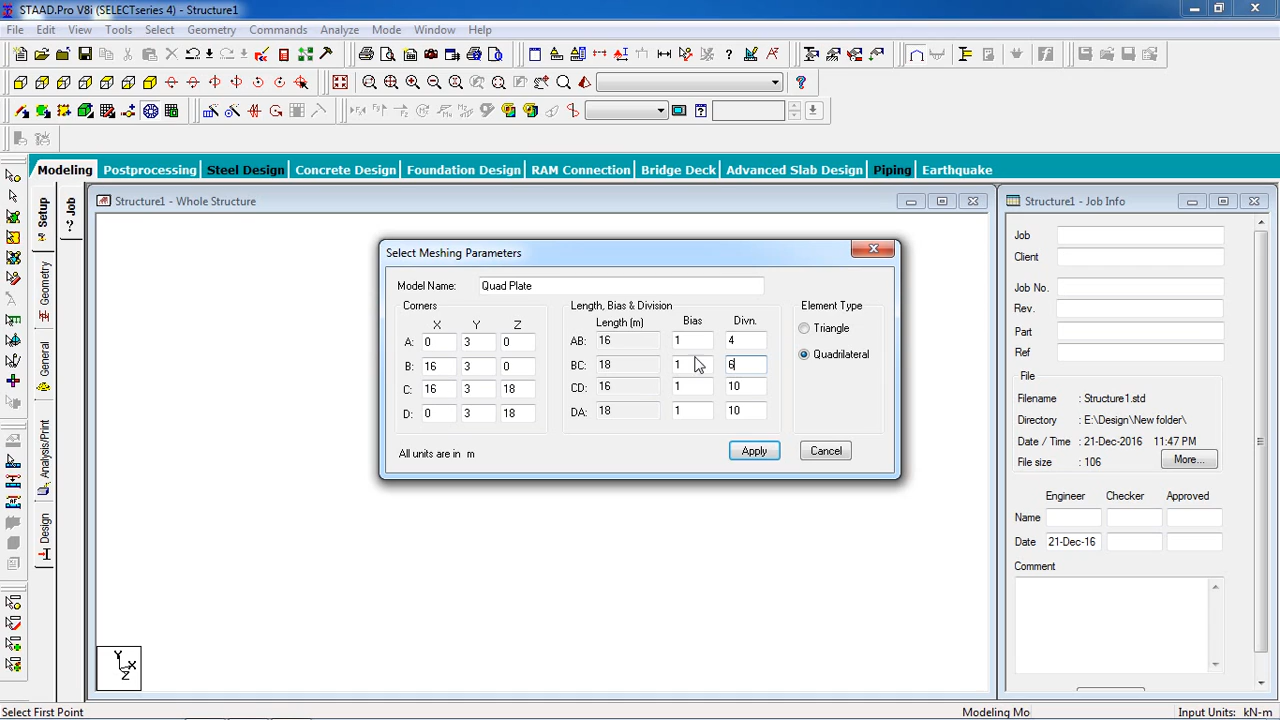 STAAD.Pro V8i (SELECTseries 4) - Structure1
File Edit View Tools Select Geometry Commands Analyze Mode Window Help
Modeling Postprocessing Steel Design Concrete Design Foundation Design RAM Connection Bridge Deck Advanced Slab Design Piping Earthquake
Setup
Job
Geometry
General
Analysis/Print
Design
Structure1 - Whole Structure
Select Meshing Parameters
Model Name: Quad Plate
Corners
X Y Z
A: 0 3 0
B: 16 3 0
C: 16 3 18
D: 0 3 18
Length, Bias & Division
Length (m) Bias Divn.
AB: 16 1 4
BC: 18 1 6
CD: 16 1 10
DA: 18 1 10
Element Type
Triangle
Quadrilateral
All units are in m
Apply Cancel
Y
X
Z
Structure1 - Job Info
Job
Client
Job No.
Rev.
Part
Ref
File
Filename : Structure1.std
Directory : E:\Design\New folder\
Date / Time : 21-Dec-2016 11:47 PM
File size : 106 More...
Engineer Checker Approved
Name
Date 21-Dec-16
Comment
Select First Point Modeling Mo Input Units: kN-m